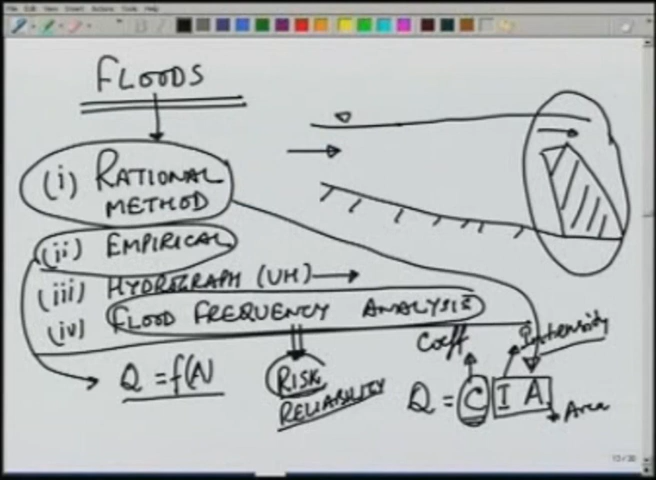 FLOODS
(i) RATIONAL
METHOD
(ii) EMPIRICAL
(iii) HYDROGRAPH (UH)
(iv) FLOOD FREQUENCY ANALYSIS
Q = f(A)
RISK
RELIABILITY
Coeff
Intensity
Q = C I A
Area